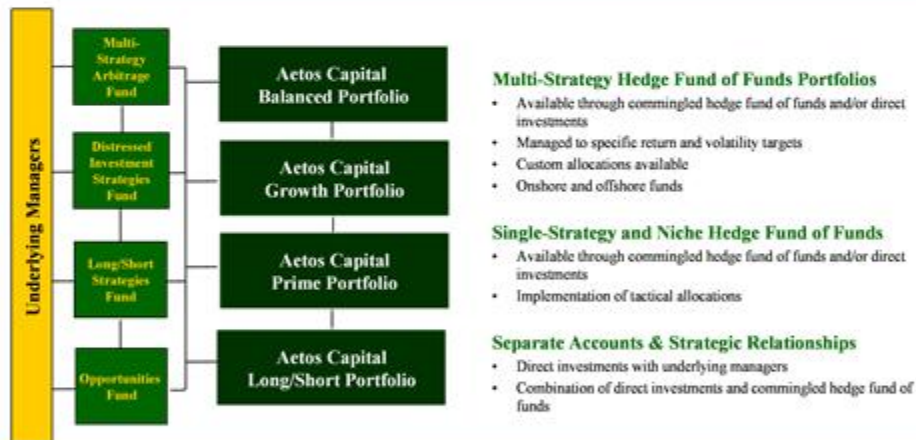 Underlying Managers
Multi-
Strategy
Arbitrage
Fund
Distressed
Investment
Strategies
Fund
Long/Short
Strategies
Fund
Opportunities
Fund
Aetos Capital
Balanced Portfolio
Aetos Capital
Growth Portfolio
Aetos Capital
Prime Portfolio
Aetos Capital
Long/Short Portfolio
Multi-Strategy Hedge Fund of Funds Portfolios
• Available through commingled hedge fund of funds and/or direct
investments
• Managed to specific return and volatility targets
• Custom allocations available
• Onshore and offshore funds
Single-Strategy and Niche Hedge Fund of Funds
• Available through commingled hedge fund of funds and/or direct
investments
• Implementation of tactical allocations
Separate Accounts & Strategic Relationships
• Direct investments with underlying managers
• Combination of direct investments and commingled hedge fund of
funds